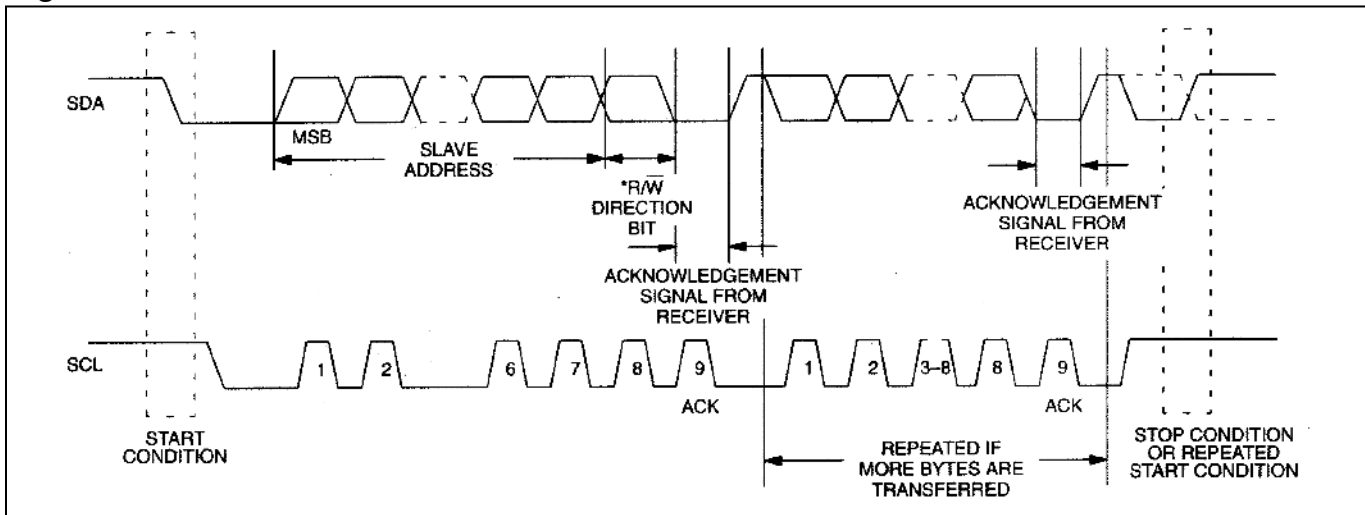 SDA
MSB
SLAVE
ADDRESS
*R/W̅
DIRECTION
BIT
ACKNOWLEDGEMENT
SIGNAL FROM
RECEIVER
ACKNOWLEDGEMENT
SIGNAL FROM
RECEIVER
SCL
1 2 6 7 8 9 1 2 3–8 8 9
ACK ACK
START
CONDITION
REPEATED IF
MORE BYTES ARE
TRANSFERRED
STOP CONDITION
OR REPEATED
START CONDITION